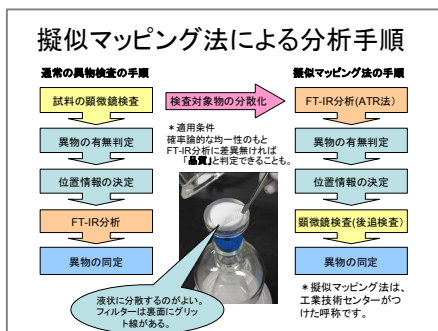 擬似マッピング法による分析手順
通常の異物検査の手順
試料の顕微鏡検査
異物の有無判定
位置情報の決定
FT-IR分析
異物の同定
検査対象物の分散化
＊適用条件
確率論的な均一性のもと
FT-IR分析に差異無ければ
「品質」と判定できることも。
液状に分散するのがよい。
フィルターは裏面にグリッ
ト線がある。
擬似マッピング法の手順
FT-IR分析(ATR法)
異物の有無判定
位置情報の決定
顕微鏡検査(後追検査)
異物の同定
＊擬似マッピング法は、
工業技術センターがつ
けた呼称です。